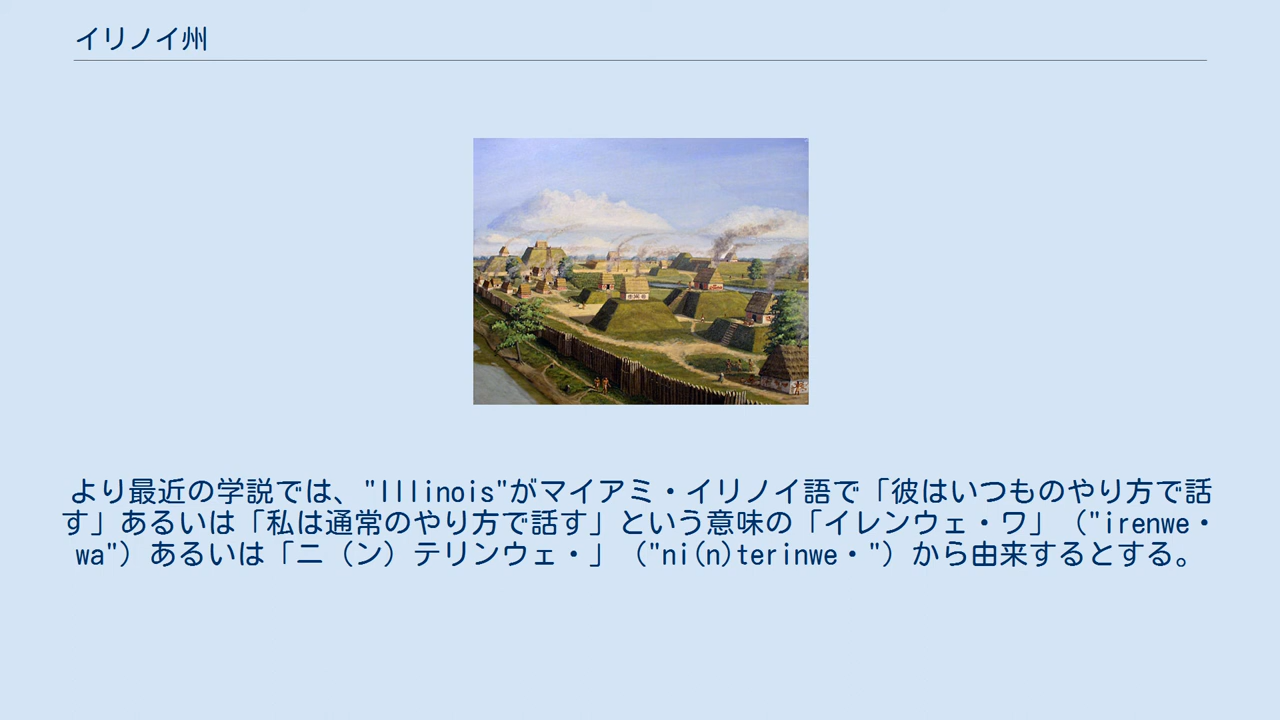 イリノイ州
より最近の学説では、"Illinois"がマイアミ・イリノイ語で「彼はいつものやり方で話
す」あるいは「私は通常のやり方で話す」という意味の「イレンウェ・ワ」（"irenwe・
wa"）あるいは「ニ（ン）テリンウェ・」（"ni(n)terinwe・"）から由来するとする。